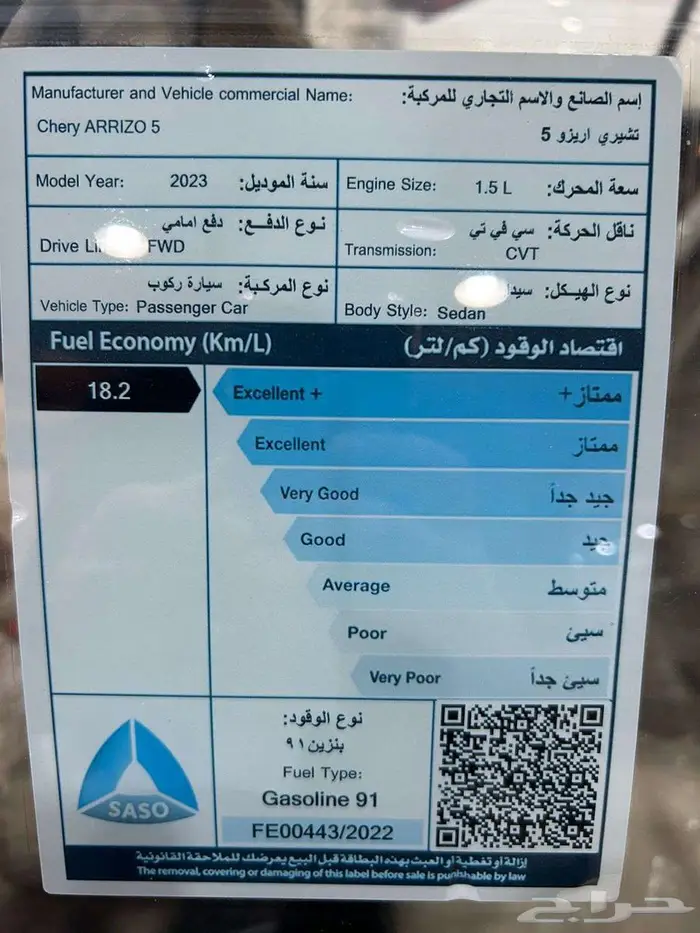 Manufacturer and Vehicle commercial Name: إسم الصانع والاسم التجاري للمركبة:
Chery ARRIZO 5 تشيري اريزو 5
Model Year: 2023 سنة الموديل:
Engine Size: 1.5 L سعة المحرك:
نوع الدفع: دفع امامي
FWD
ناقل الحركة: سي في تي
Transmission: CVT
نوع المركبة: سيارة ركوب
Vehicle Type: Passenger Car
نوع الهيكل:
Body Style: Sedan
Fuel Economy (Km/L) اقتصاد الوقود (كم/لتر)
18.2
Excellent + ممتاز+
Excellent ممتاز
Very Good جيد جداً
Good جيد
Average متوسط
Poor سيئ
Very Poor سيئ جداً
SASO
نوع الوقود:
بنزين ٩١
Fuel Type:
Gasoline 91
FE00443/2022
إزالة أو تغطية أو العبث بهذه البطاقة قبل البيع يعرضك للملاحقة القانونية
The removal, covering or damaging of this label before sale is punishable by law
حراج